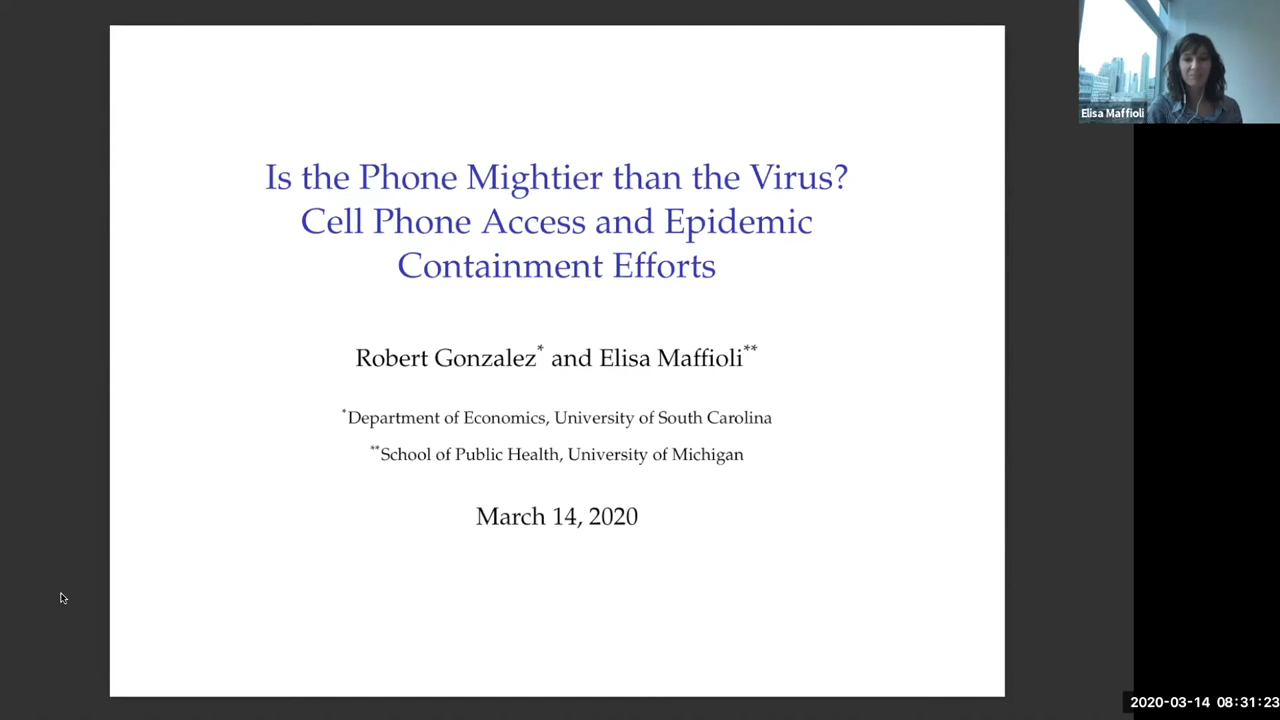 Is the Phone Mightier than the Virus?
Cell Phone Access and Epidemic
Containment Efforts
Robert Gonzalez* and Elisa Maffioli**
*Department of Economics, University of South Carolina
**School of Public Health, University of Michigan
March 14, 2020
Elisa Maffioli
2020-03-14 08:31:23